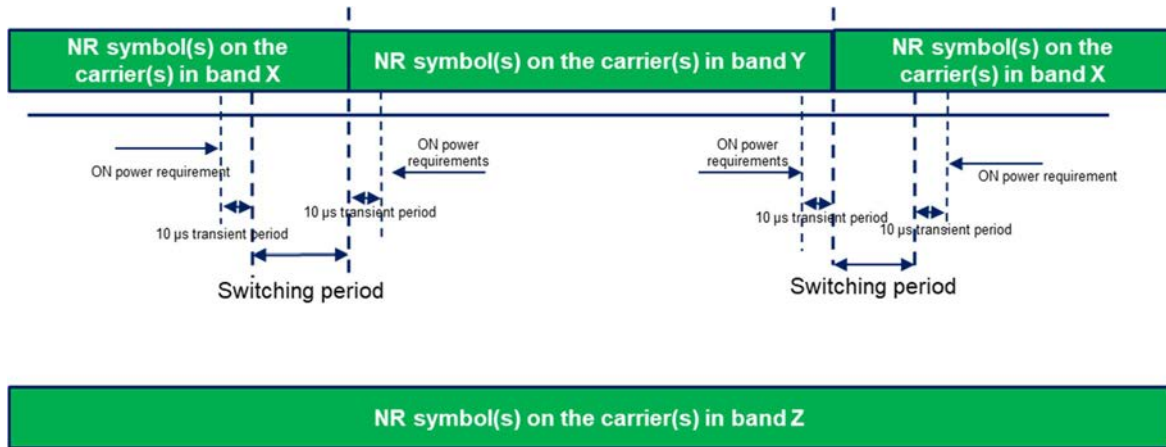 NR symbol(s) on the
carrier(s) in band X
NR symbol(s) on the carrier(s) in band Y
NR symbol(s) on the
carrier(s) in band X
ON power requirement
ON power
requirements
ON power
requirements
ON power requirement
10 µs transient period
10 µs transient period
10 µs transient period
10 µs transient period
Switching period
Switching period
NR symbol(s) on the carrier(s) in band Z